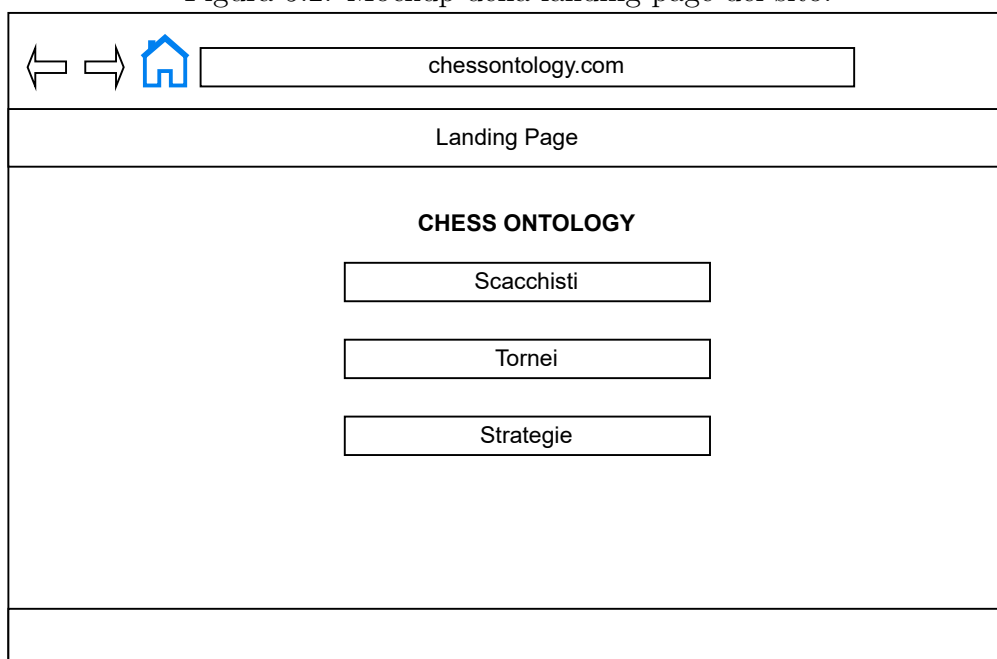 Figura 6.2: Mockup della landing page del sito.
chessontology.com
Landing Page
CHESS ONTOLOGY
Scacchisti
Tornei
Strategie